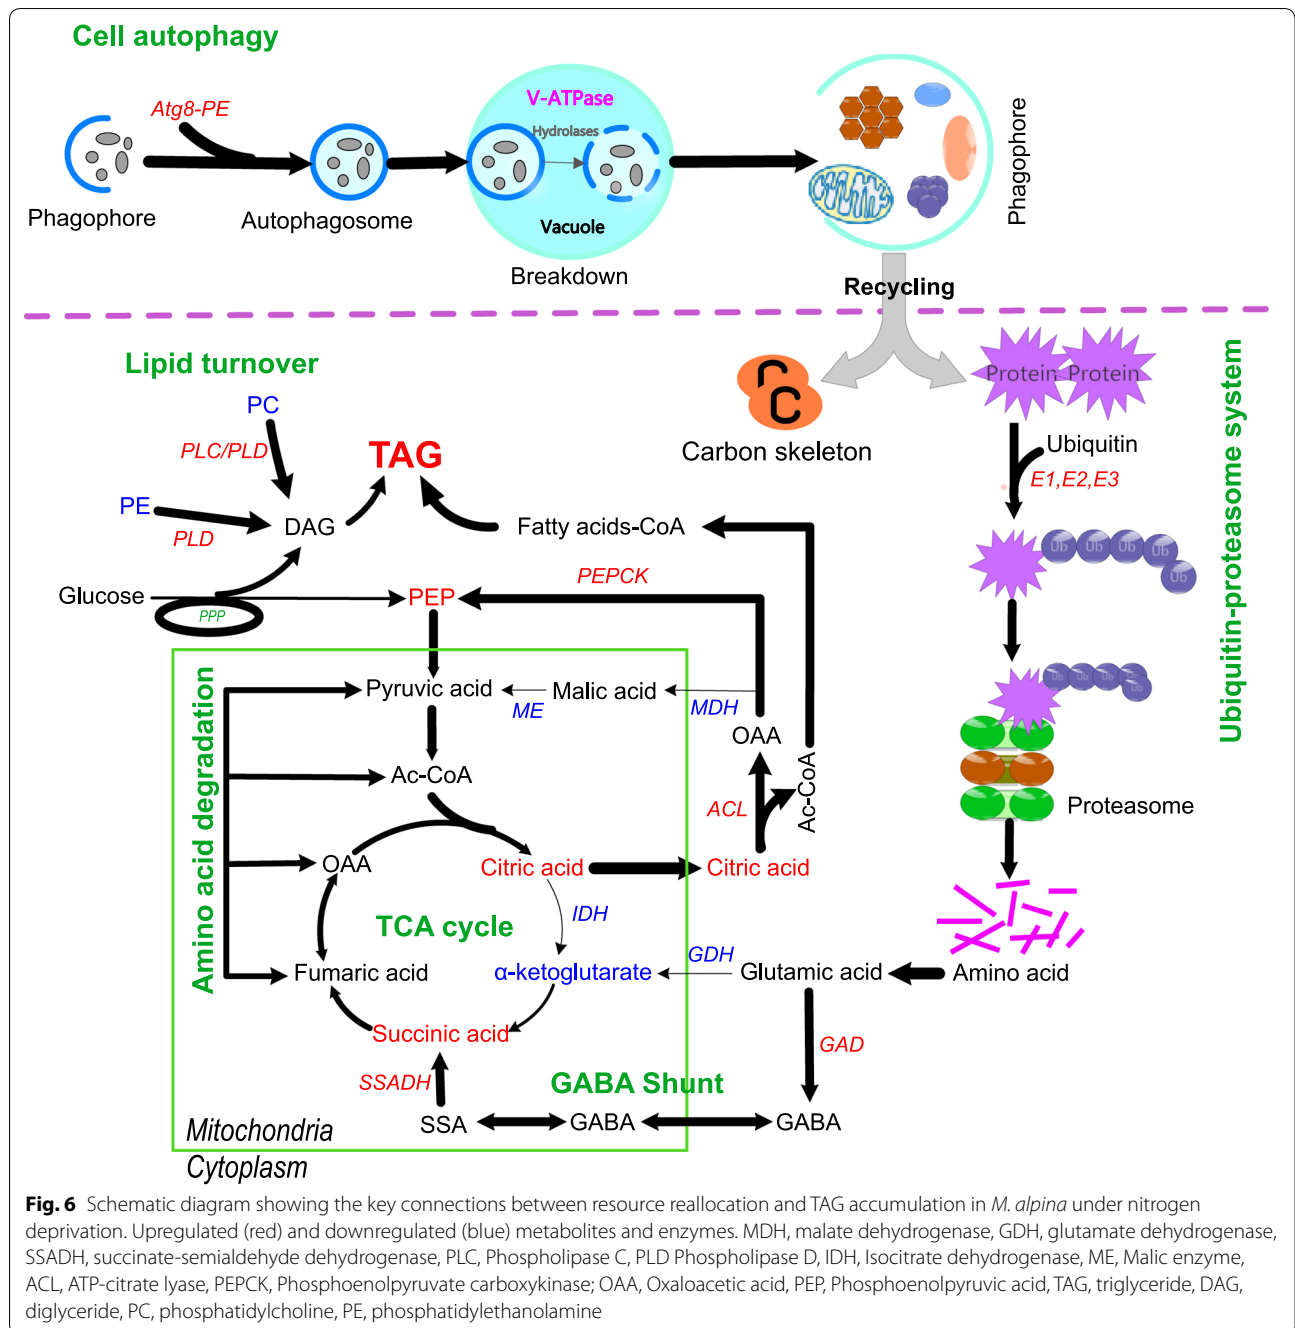 Cell autophagy
Atg8-PE
V-ATPase
Hydrolases
Phagophore
Autophagosome
Vacuole
Breakdown
Phagophore
Recycling
Lipid turnover
Protein Protein
PC
PLC/PLD
TAG
Carbon skeleton
Ubiquitin
E1,E2,E3
Ubiquitin-proteasome system
PE
PLD
DAG
Fatty acids-CoA
Ub Ub Ub Ub Ub
PEPCK
Glucose
PPP
PEP
Amino acid degradation
Pyruvic acid
ME
Malic acid
MDH
Ub Ub Ub Ub Ub
OAA
Ac-CoA
Ac-CoA
ACL
Proteasome
OAA
Citric acid
Citric acid
IDH
TCA cycle
Fumaric acid
α-ketoglutarate
GDH
Glutamic acid
Amino acid
Succinic acid
GAD
SSADH
GABA Shunt
SSA
GABA
GABA
Mitochondria
Cytoplasm
Fig. 6 Schematic diagram showing the key connections between resource reallocation and TAG accumulation in M. alpina under nitrogen
deprivation. Upregulated (red) and downregulated (blue) metabolites and enzymes. MDH, malate dehydrogenase, GDH, glutamate dehydrogenase,
SSADH, succinate-semialdehyde dehydrogenase, PLC, Phospholipase C, PLD Phospholipase D, IDH, Isocitrate dehydrogenase, ME, Malic enzyme,
ACL, ATP-citrate lyase, PEPCK, Phosphoenolpyruvate carboxykinase; OAA, Oxaloacetic acid, PEP, Phosphoenolpyruvic acid, TAG, triglyceride, DAG,
diglyceride, PC, phosphatidylcholine, PE, phosphatidylethanolamine